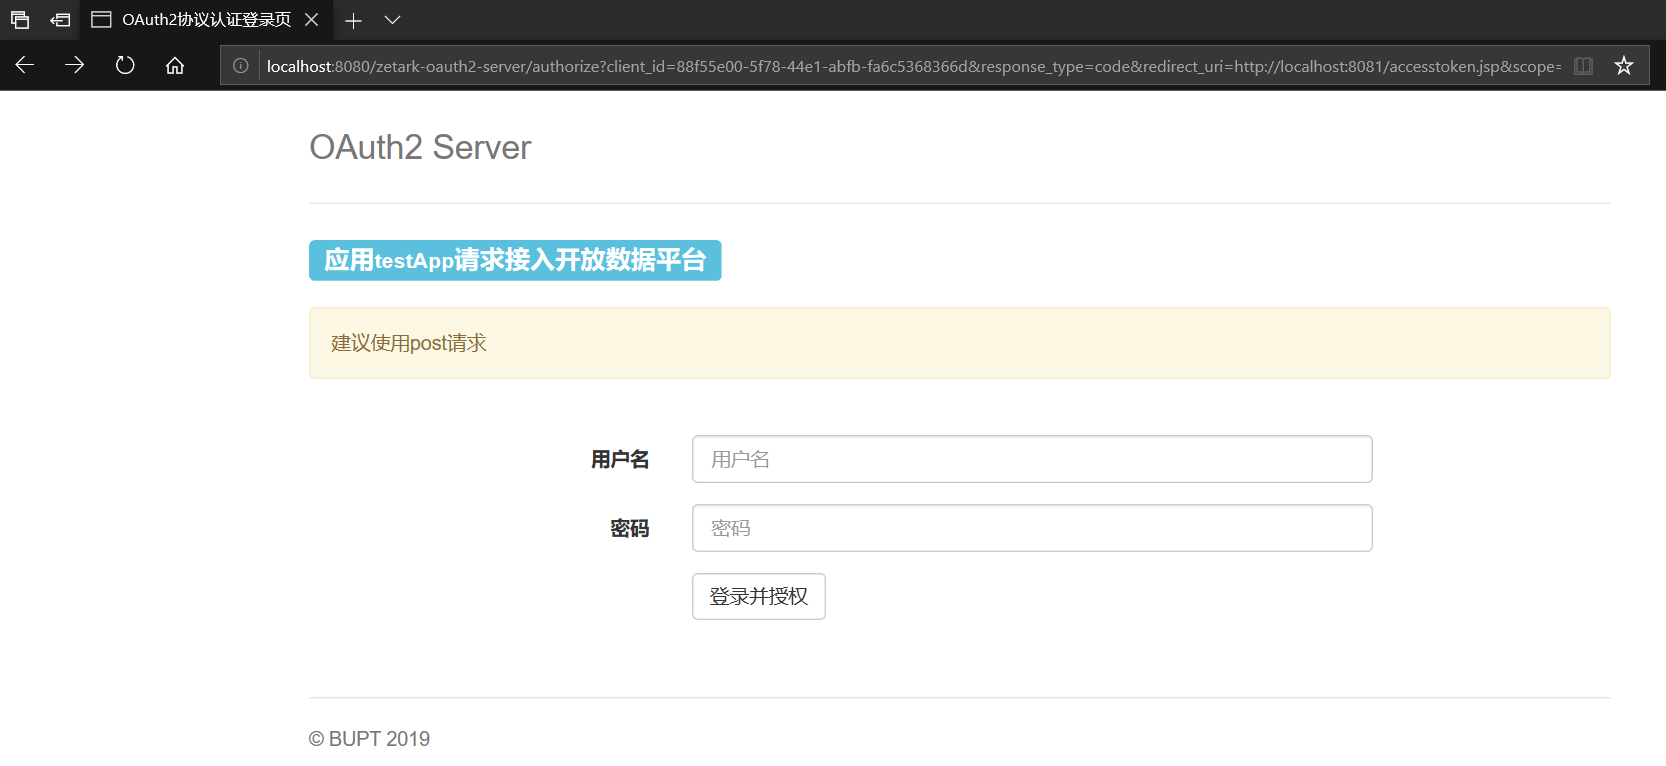 OAuth2协议认证登录页
localhost:8080/zetark-oauth2-server/authorize?client_id=88f55e00-5f78-44e1-abfb-fa6c5368366d&response_type=code&redirect_uri=http://localhost:8081/accesstoken.jsp&scope=
OAuth2 Server
应用testApp请求接入开放数据平台
建议使用post请求
用户名 用户名
密码 密码
登录并授权
© BUPT 2019